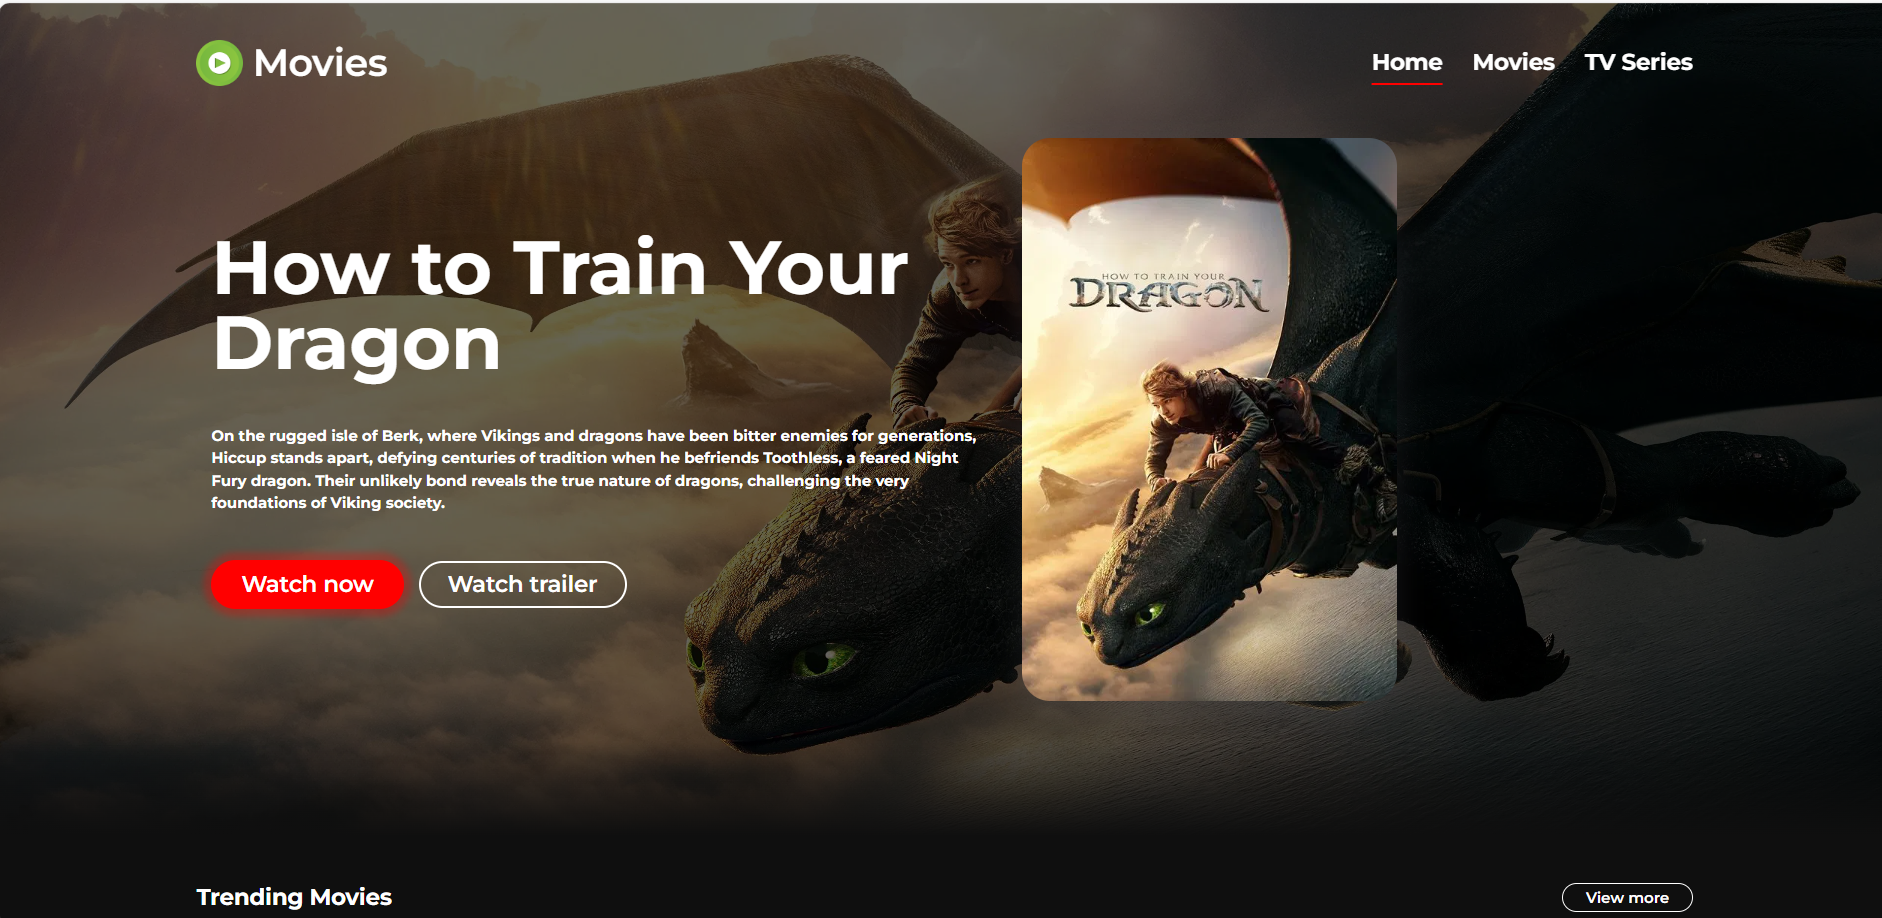 Movies
Home
Movies
TV Series
How to Train Your
Dragon
On the rugged isle of Berk, where Vikings and dragons have been bitter enemies for generations,
Hiccup stands apart, defying centuries of tradition when he befriends Toothless, a feared Night
Fury dragon. Their unlikely bond reveals the true nature of dragons, challenging the very
foundations of Viking society.
Watch now
Watch trailer
HOW TO TRAIN YOUR
DRAGON
Trending Movies
View more